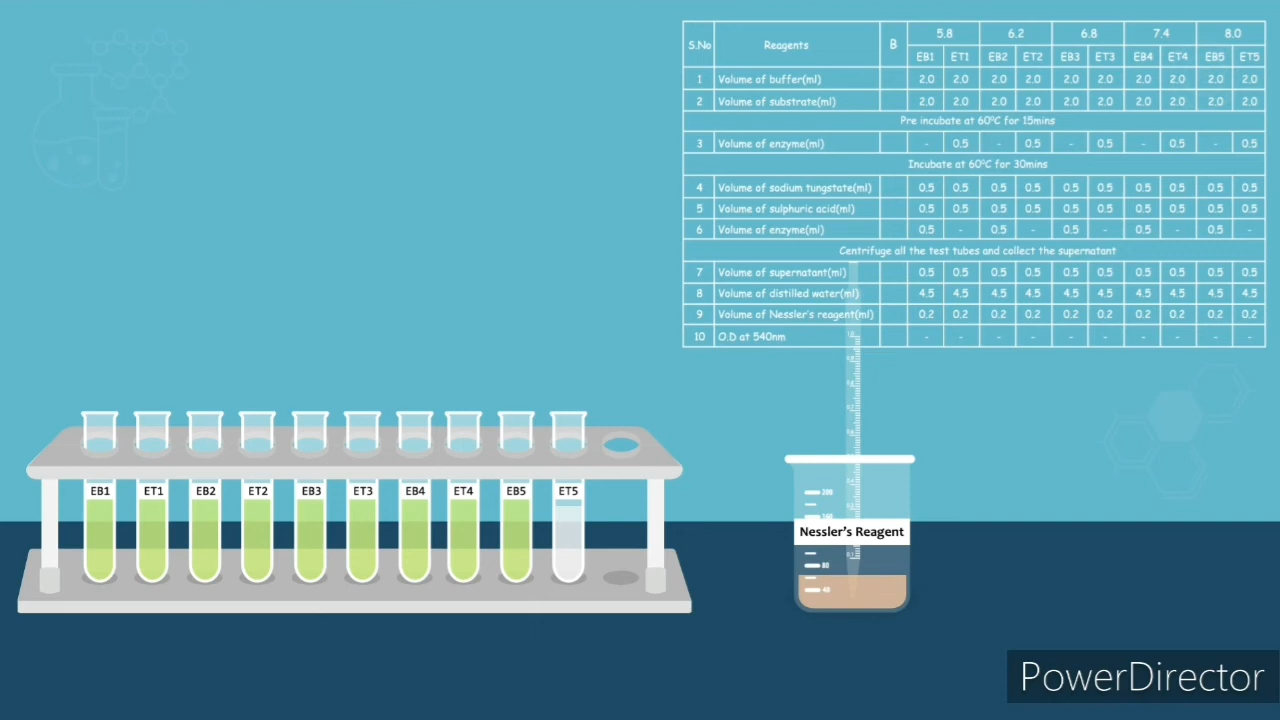 S.No Reagents B 5.8 6.2 6.8 7.4 8.0
EB1 ET1 EB2 ET2 EB3 ET3 EB4 ET4 EB5 ET5
1 Volume of buffer(ml) 2.0 2.0 2.0 2.0 2.0 2.0 2.0 2.0 2.0 2.0
2 Volume of substrate(ml) 2.0 2.0 2.0 2.0 2.0 2.0 2.0 2.0 2.0 2.0
Pre incubate at 60°C for 15mins
3 Volume of enzyme(ml) - 0.5 - 0.5 - 0.5 - 0.5 - 0.5
Incubate at 60°C for 30mins
4 Volume of sodium tungstate(ml) 0.5 0.5 0.5 0.5 0.5 0.5 0.5 0.5 0.5 0.5
5 Volume of sulphuric acid(ml) 0.5 0.5 0.5 0.5 0.5 0.5 0.5 0.5 0.5 0.5
6 Volume of enzyme(ml) 0.5 - 0.5 - 0.5 - 0.5 - 0.5 -
Centrifuge all the test tubes and collect the supernatant
7 Volume of supernatant(ml) 0.5 0.5 0.5 0.5 0.5 0.5 0.5 0.5 0.5 0.5
8 Volume of distilled water(ml) 4.5 4.5 4.5 4.5 4.5 4.5 4.5 4.5 4.5 4.5
9 Volume of Nessler's reagent(ml) 0.2 0.2 0.2 0.2 0.2 0.2 0.2 0.2 0.2 0.2
10 O.D at 540nm - - - - - - - - - -
EB1 ET1 EB2 ET2 EB3 ET3 EB4 ET4 EB5 ET5
200
Nessler's Reagent
80
40
PowerDirector